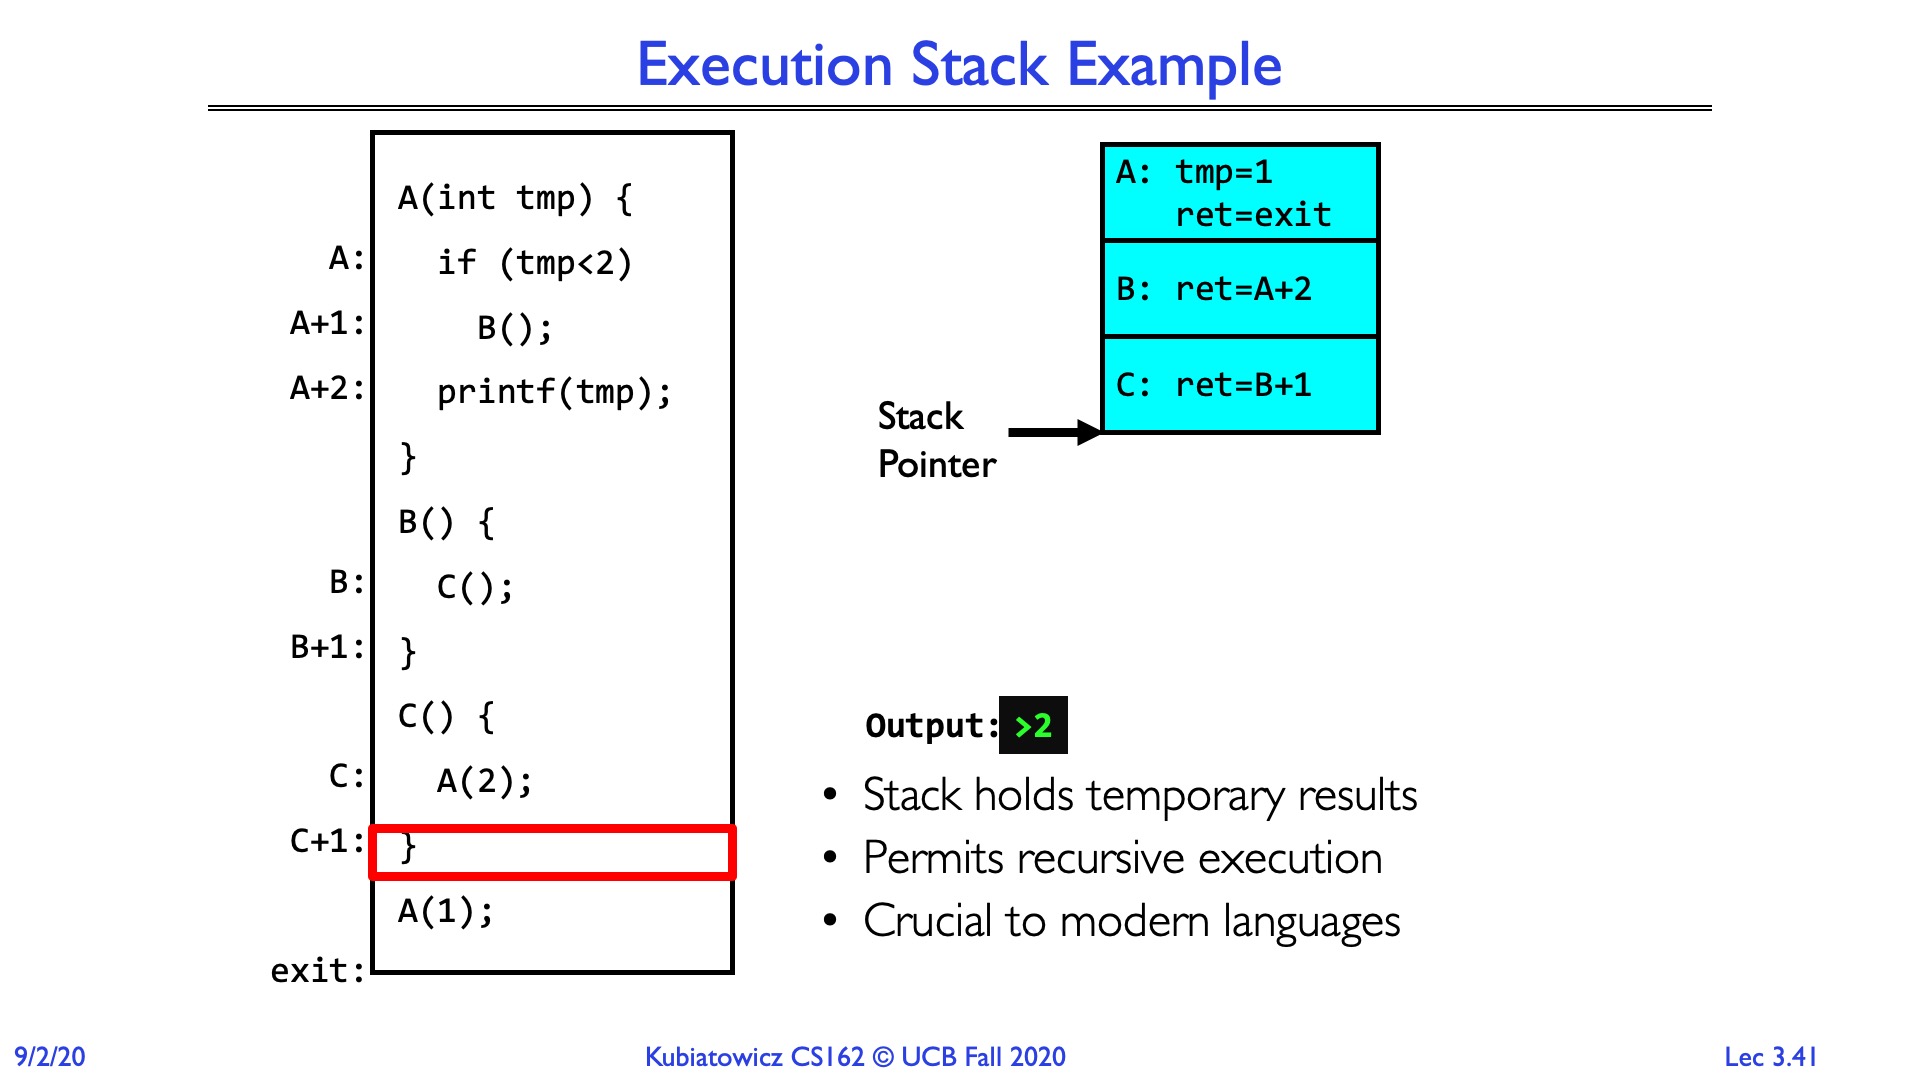 Execution Stack Example
A(int tmp) {
A: if (tmp<2)
A+1: B();
A+2: printf(tmp);
}
B() {
B: C();
B+1: }
C() {
C: A(2);
C+1: }
A(1);
exit:
A: tmp=1
ret=exit
B: ret=A+2
C: ret=B+1
Stack
Pointer
Output: >2
• Stack holds temporary results
• Permits recursive execution
• Crucial to modern languages
9/2/20
Kubiatowicz CS162 © UCB Fall 2020
Lec 3.41